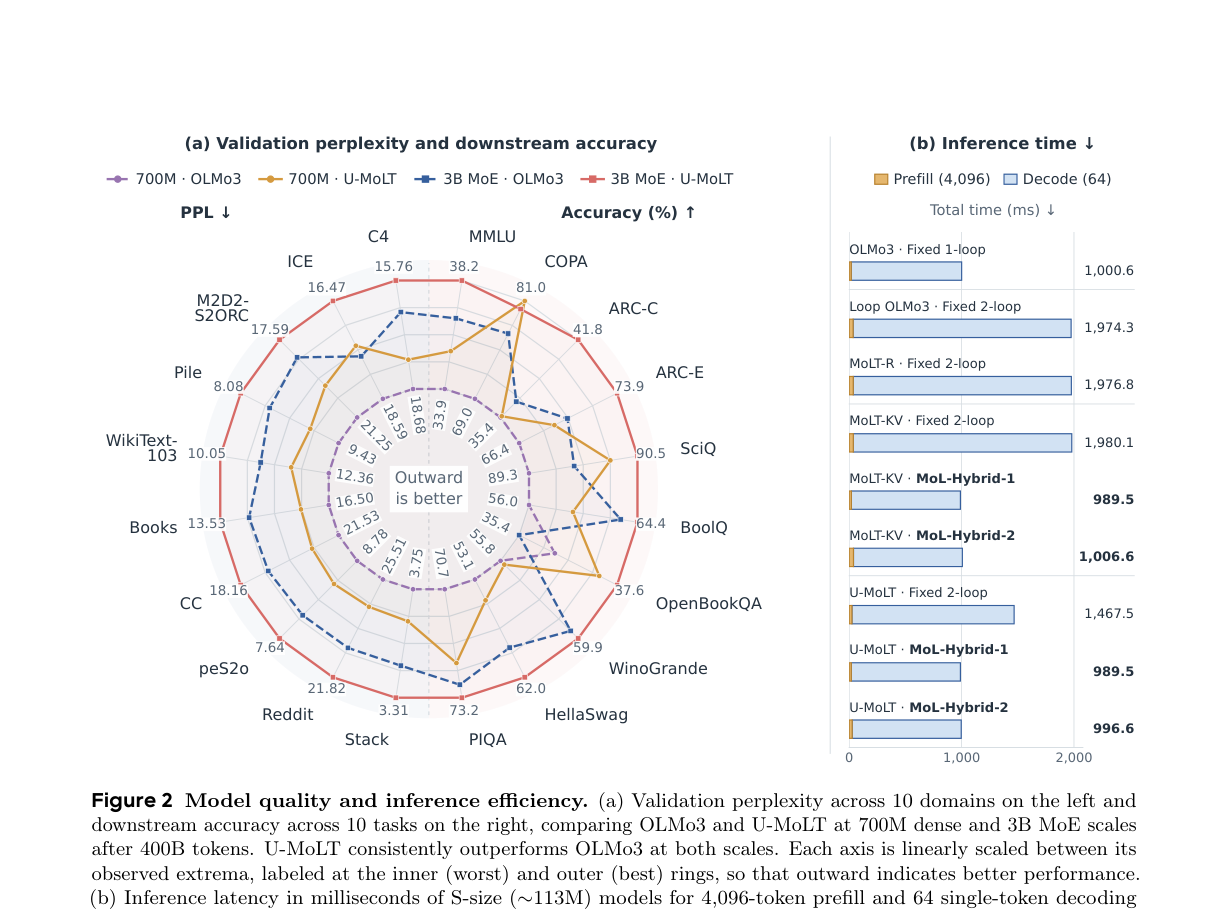 (a) Validation perplexity and downstream accuracy
700M · OLMo3
700M · U-MoLT
3B MoE · OLMo3
3B MoE · U-MoLT
PPL ↓
Accuracy (%) ↑
C4
MMLU
ICE
COPA
15.76
38.2
16.47
81.0
M2D2-
S2ORC
ARC-C
17.59
41.8
Pile
ARC-E
8.08
73.9
WikiText-
103
10.05
90.5
SciQ
Books
13.53
64.4
BoolQ
CC
18.16
37.6
OpenBookQA
peS2o
7.64
59.9
WinoGrande
Reddit
21.82
62.0
HellaSwag
Stack
3.31
73.2
PIQA
18.68
33.9
18.59
69.0
21.25
35.4
9.43
66.4
12.36
89.3
16.50
56.0
21.53
35.4
8.78
55.8
25.51
53.1
3.75
70.7
Outward
is better
(b) Inference time ↓
Prefill (4,096)
Decode (64)
Total time (ms) ↓
OLMo3 · Fixed 1-loop
1,000.6
Loop OLMo3 · Fixed 2-loop
1,974.3
MoLT-R · Fixed 2-loop
1,976.8
MoLT-KV · Fixed 2-loop
1,980.1
MoLT-KV · MoL-Hybrid-1
989.5
MoLT-KV · MoL-Hybrid-2
1,006.6
U-MoLT · Fixed 2-loop
1,467.5
U-MoLT · MoL-Hybrid-1
989.5
U-MoLT · MoL-Hybrid-2
996.6
0
1,000
2,000
Figure 2 Model quality and inference efficiency. (a) Validation perplexity across 10 domains on the left and
downstream accuracy across 10 tasks on the right, comparing OLMo3 and U-MoLT at 700M dense and 3B MoE scales
after 400B tokens. U-MoLT consistently outperforms OLMo3 at both scales. Each axis is linearly scaled between its
observed extrema, labeled at the inner (worst) and outer (best) rings, so that outward indicates better performance.
(b) Inference latency in milliseconds of S-size (∼113M) models for 4,096-token prefill and 64 single-token decoding